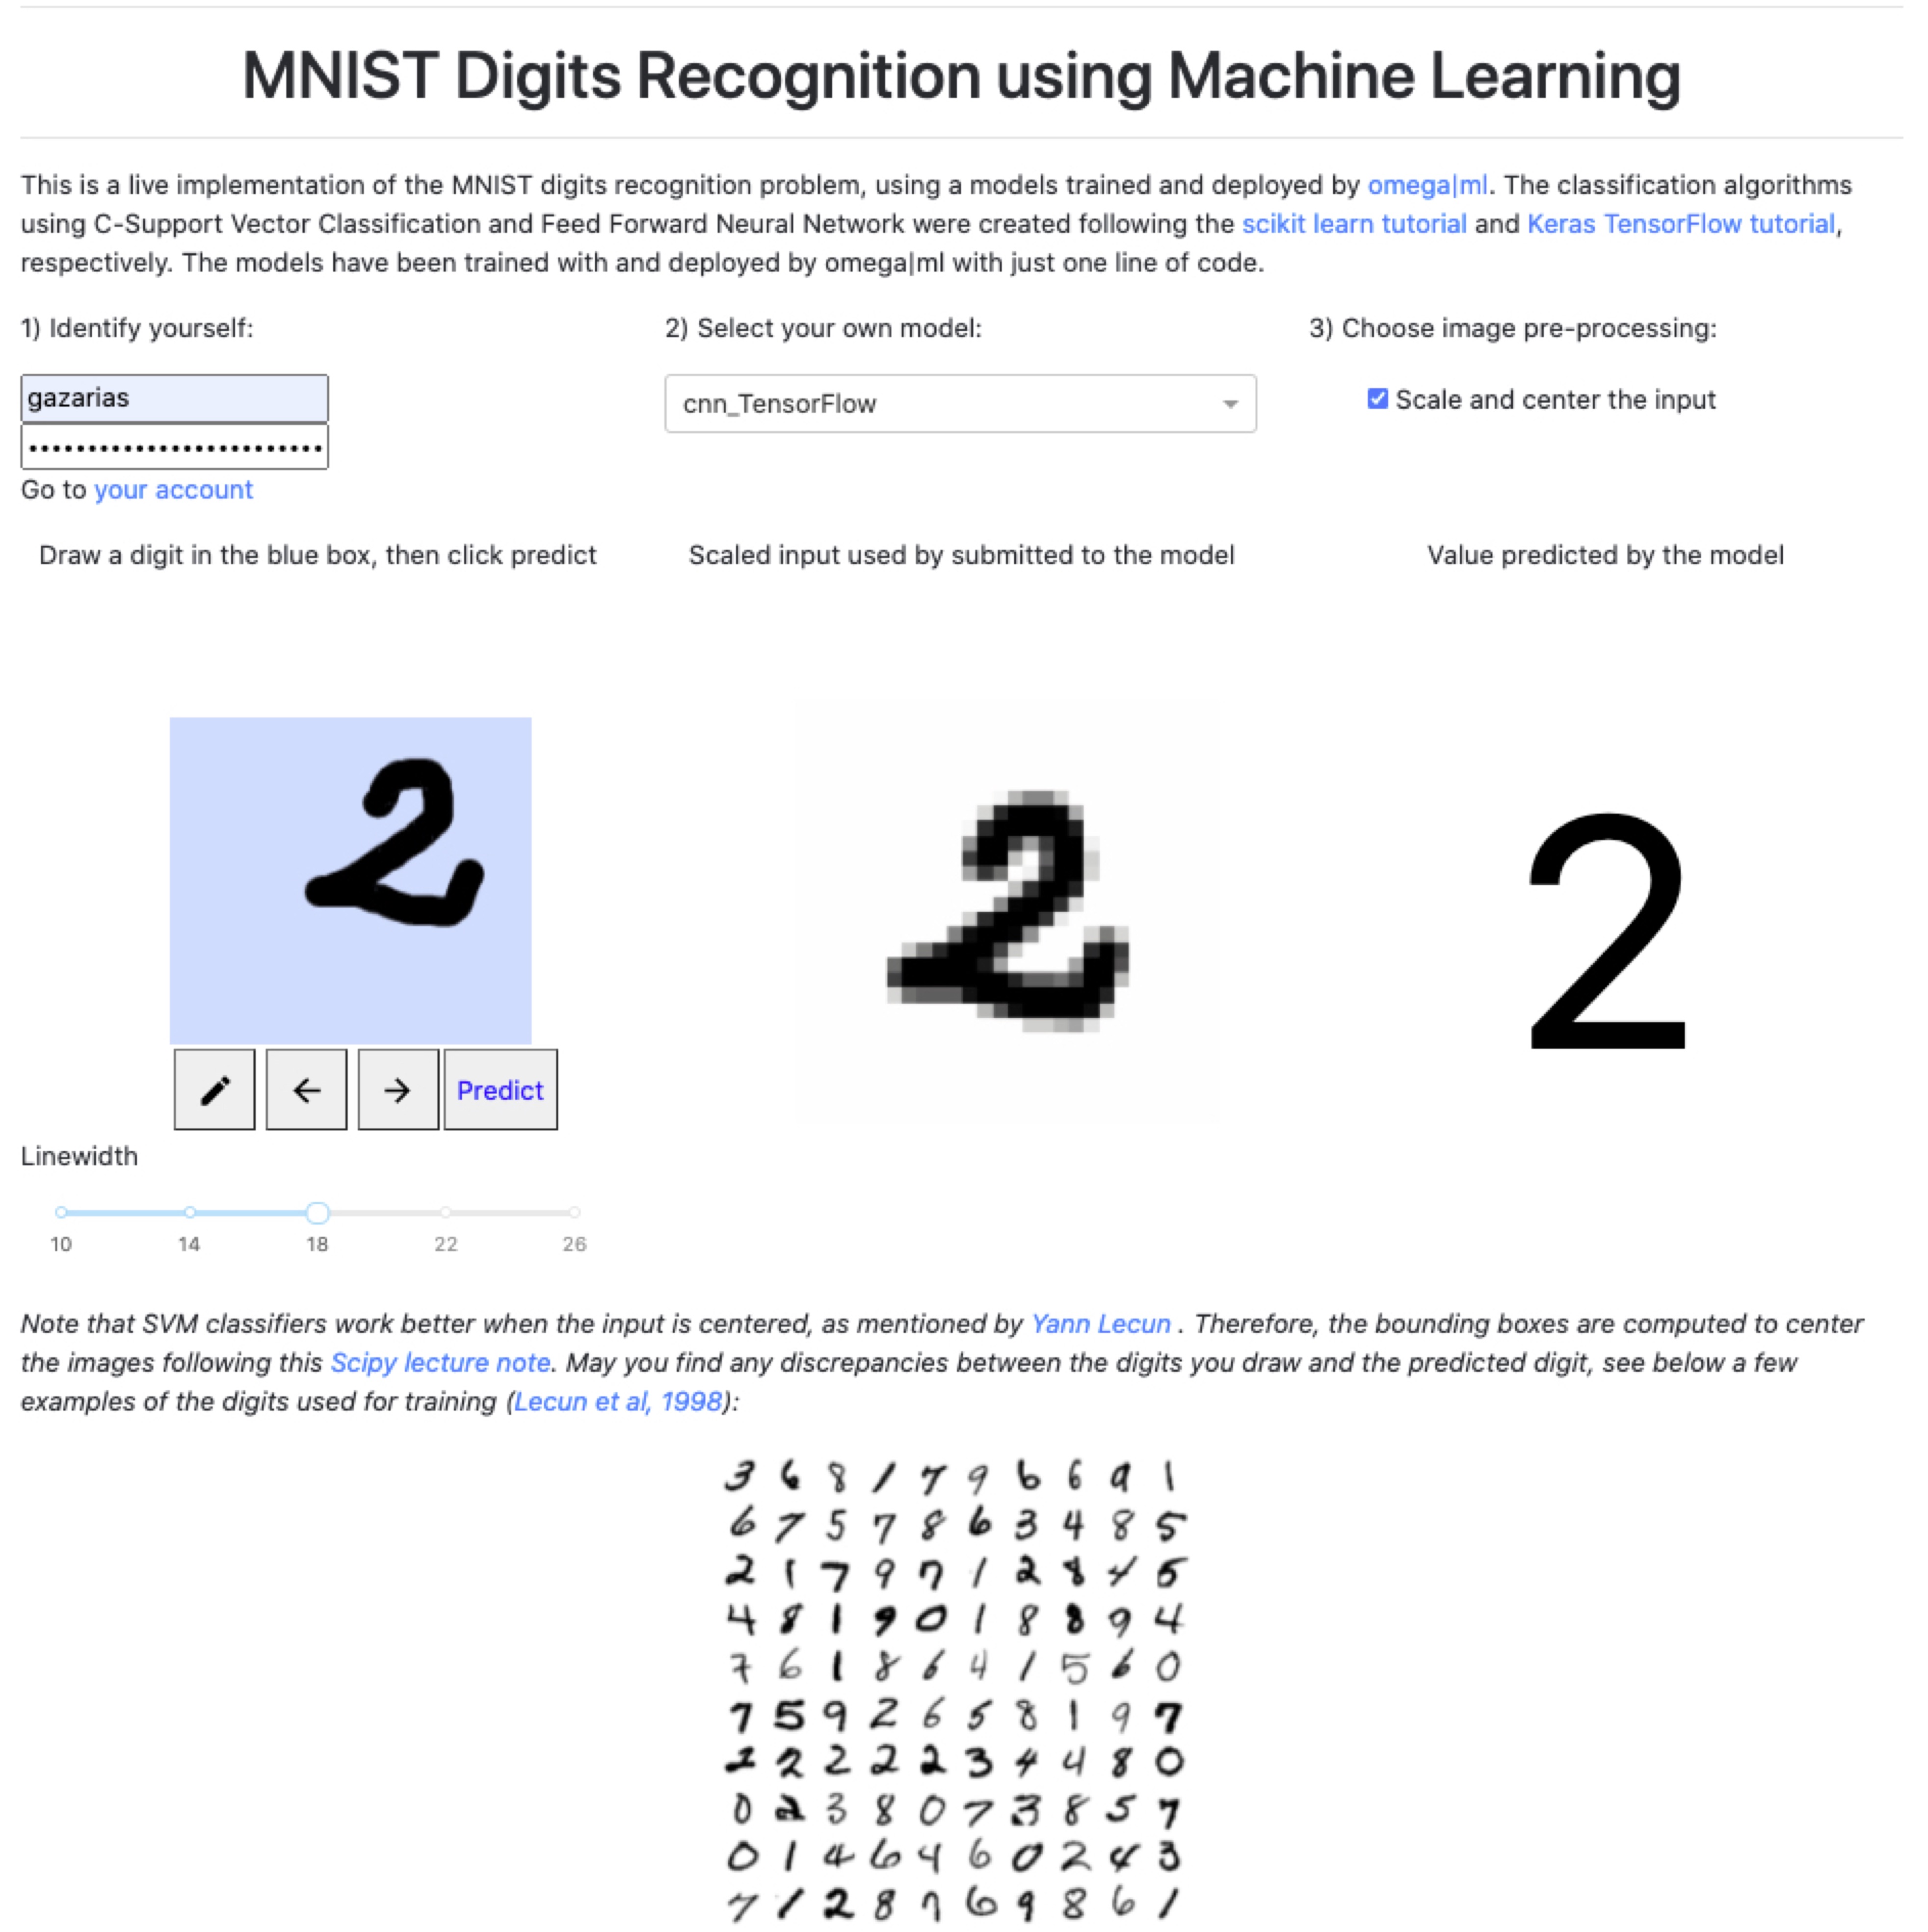 MNIST Digits Recognition using Machine Learning
This is a live implementation of the MNIST digits recognition problem, using a models trained and deployed by omega|ml. The classification algorithms
using C-Support Vector Classification and Feed Forward Neural Network were created following the scikit learn tutorial and Keras TensorFlow tutorial,
respectively. The models have been trained with and deployed by omega|ml with just one line of code.
1) Identify yourself:
2) Select your own model:
3) Choose image pre-processing:
gazarias
cnn_TensorFlow
Scale and center the input
Go to your account
Draw a digit in the blue box, then click predict
Scaled input used by submitted to the model
Value predicted by the model
2
2
2
Predict
Linewidth
10 14 18 22 26
Note that SVM classifiers work better when the input is centered, as mentioned by Yann Lecun . Therefore, the bounding boxes are computed to center
the images following this Scipy lecture note. May you find any discrepancies between the digits you draw and the predicted digit, see below a few
examples of the digits used for training (Lecun et al, 1998):
3 6 8 1 7 9 6 6 9 1
6 7 5 7 8 6 3 4 8 5
2 1 7 9 7 1 2 8 4 5
4 8 1 9 0 1 8 8 9 4
7 6 1 8 6 4 1 5 6 0
7 5 9 2 6 5 8 1 9 7
2 2 2 2 2 3 4 4 8 0
0 2 3 8 0 7 3 8 5 7
0 1 4 6 4 6 0 2 4 3
7 1 2 8 7 6 9 8 6 1